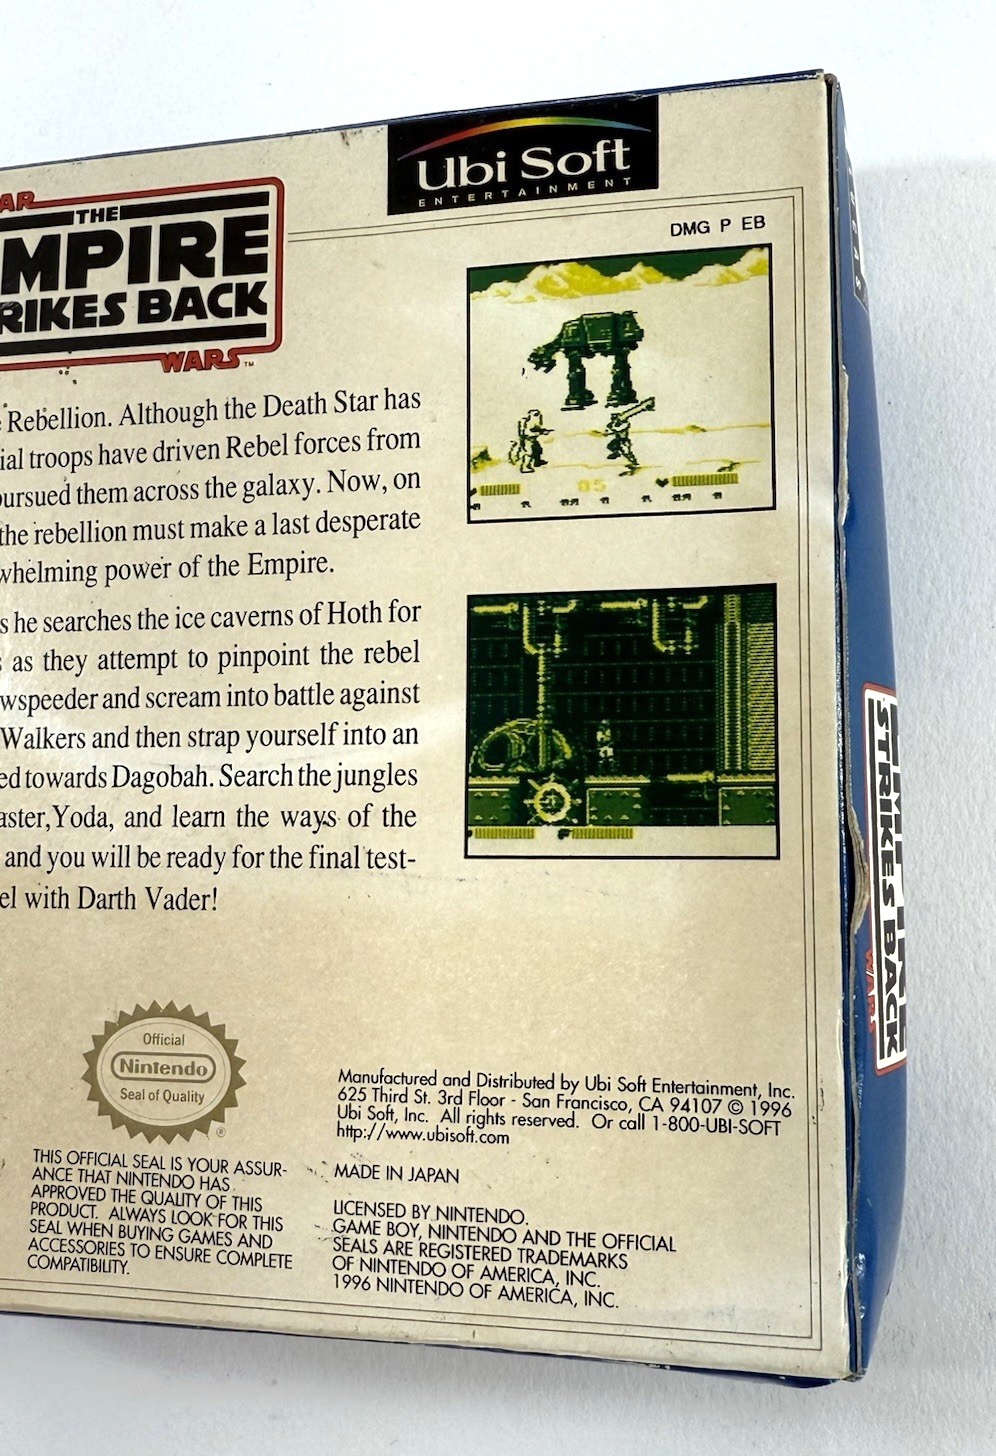 Ubi Soft
ENTERTAINMENT
DMG P EB
AR
THE
MPIRE
RIKES BACK
WARS™
Rebellion. Although the Death Star has
ial troops have driven Rebel forces from
pursued them across the galaxy. Now, on
the rebellion must make a last desperate
whelming power of the Empire.
s he searches the ice caverns of Hoth for
s as they attempt to pinpoint the rebel
wspeeder and scream into battle against
Walkers and then strap yourself into an
ed towards Dagobah. Search the jungles
aster, Yoda, and learn the ways of the
and you will be ready for the final test-
el with Darth Vader!
05
Official
Nintendo
Seal of Quality
®
THIS OFFICIAL SEAL IS YOUR ASSUR-
ANCE THAT NINTENDO HAS
APPROVED THE QUALITY OF THIS
PRODUCT. ALWAYS LOOK FOR THIS
SEAL WHEN BUYING GAMES AND
ACCESSORIES TO ENSURE COMPLETE
COMPATIBILITY.
Manufactured and Distributed by Ubi Soft Entertainment, Inc.
625 Third St. 3rd Floor - San Francisco, CA 94107 © 1996
Ubi Soft, Inc. All rights reserved. Or call 1-800-UBI-SOFT
http://www.ubisoft.com
MADE IN JAPAN
LICENSED BY NINTENDO.
GAME BOY, NINTENDO AND THE OFFICIAL
SEALS ARE REGISTERED TRADEMARKS
OF NINTENDO OF AMERICA, INC.
1996 NINTENDO OF AMERICA, INC.
EMPIRE
STRIKES BACK
WARS